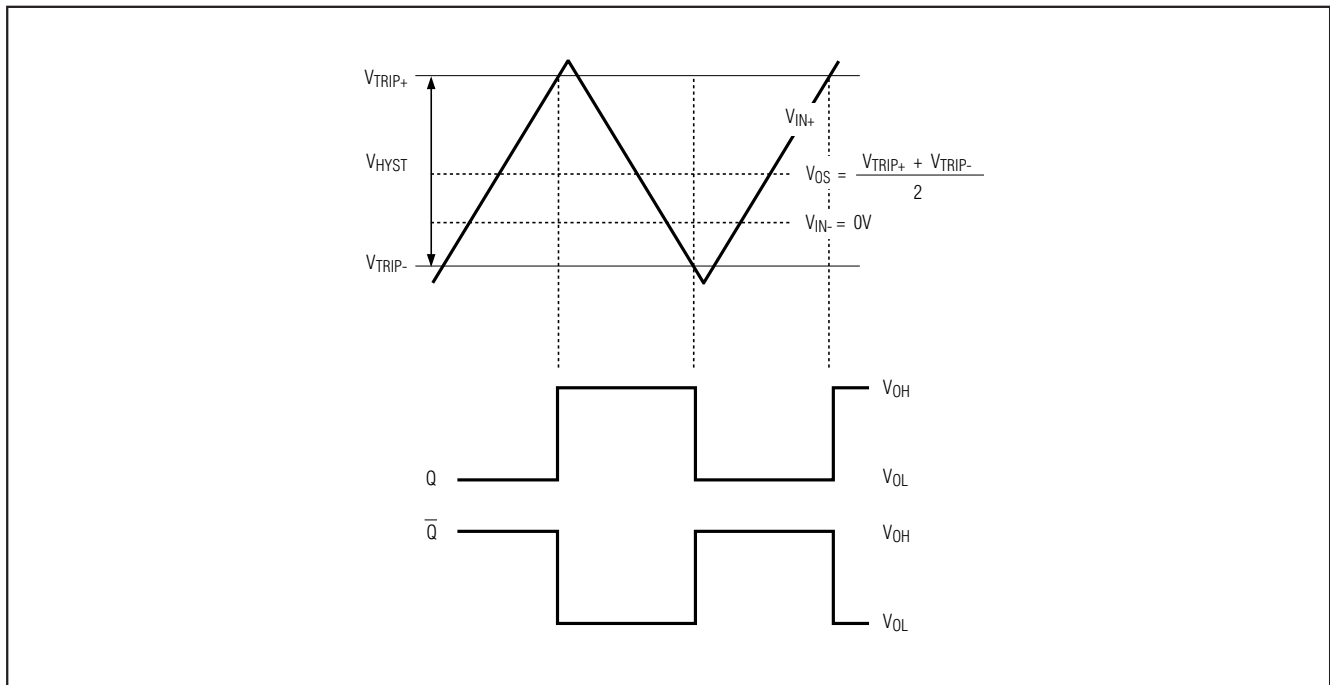 VTRIP+
VIN+
VHYST
VOS = VTRIP+ + VTRIP- / 2
VIN- = 0V
VTRIP-
VOH
Q VOL
Q̅ VOH
VOL